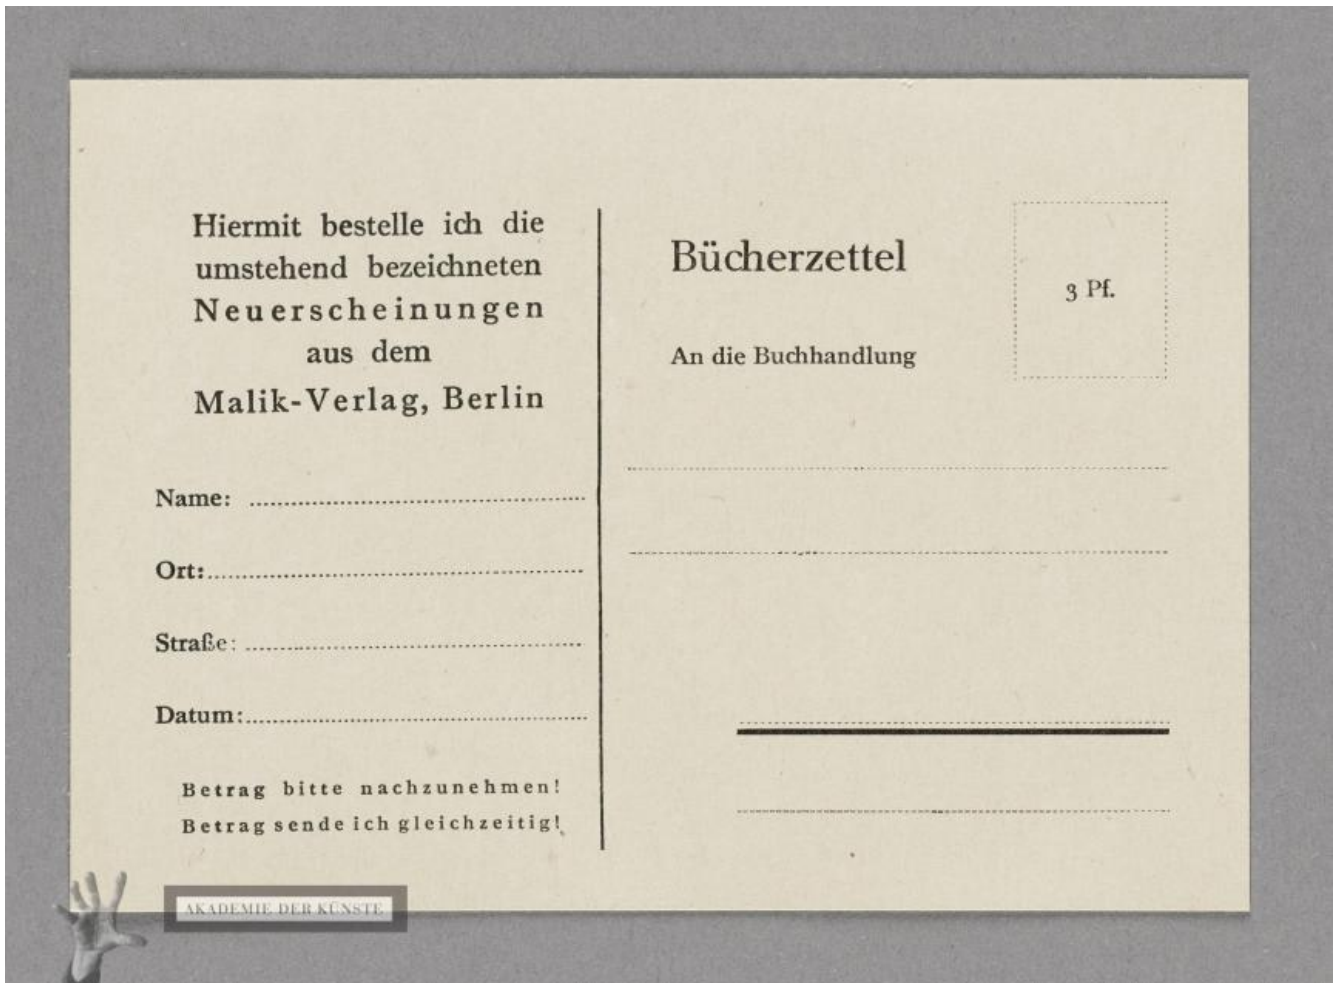 Hiermit bestelle ich die
umstehend bezeichneten
Neuerscheinungen
aus dem
Malik-Verlag, Berlin
Name:
Ort:
Straße:
Datum:
Betrag bitte nachzunehmen!
Betrag sende ich gleichzeitig!
Bücherzettel
3 Pf.
An die Buchhandlung
AKADEMIE DER KÜNSTE